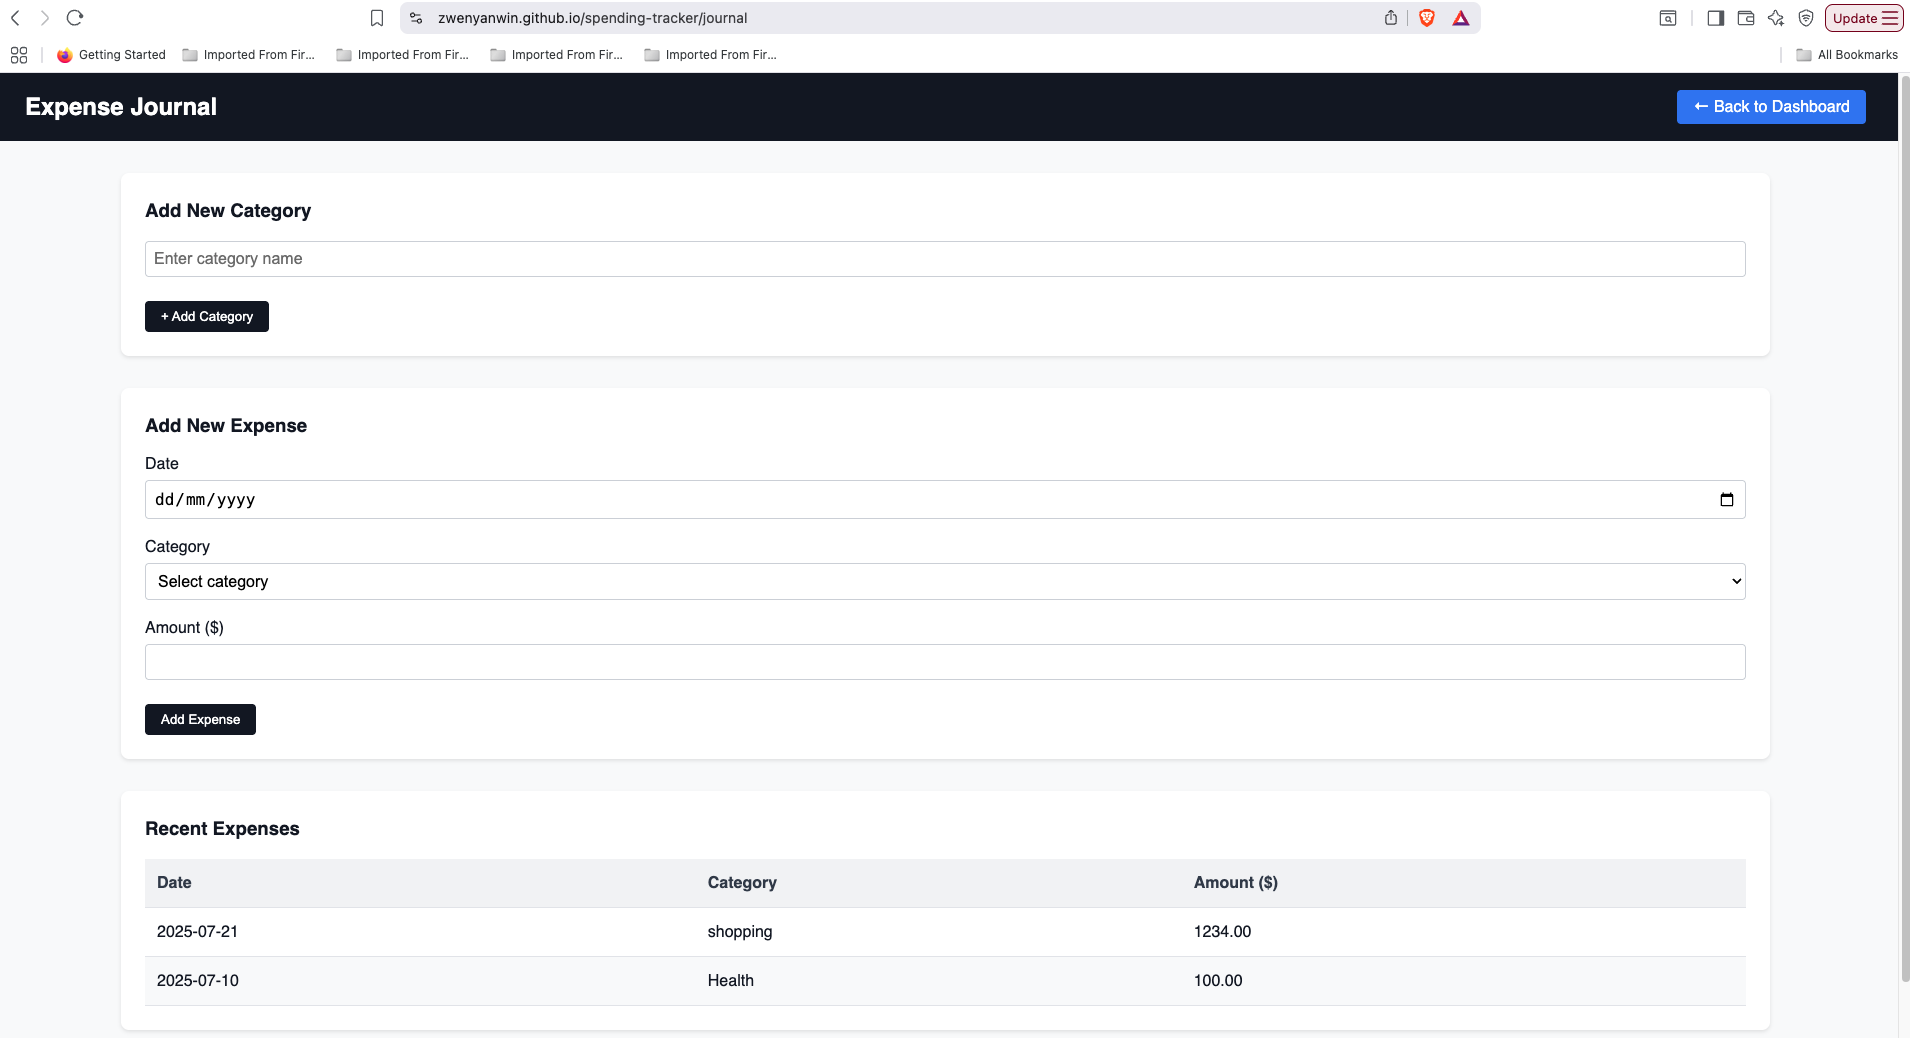 zwenyanwin.github.io/spending-tracker/journal
Update
Getting Started
Imported From Fir...
Imported From Fir...
Imported From Fir...
Imported From Fir...
All Bookmarks
Expense Journal
← Back to Dashboard
Add New Category
Enter category name
+ Add Category
Add New Expense
Date
dd/mm/yyyy
Category
Select category
Amount ($)
Add Expense
Recent Expenses
Date Category Amount ($)
2025-07-21 shopping 1234.00
2025-07-10 Health 100.00